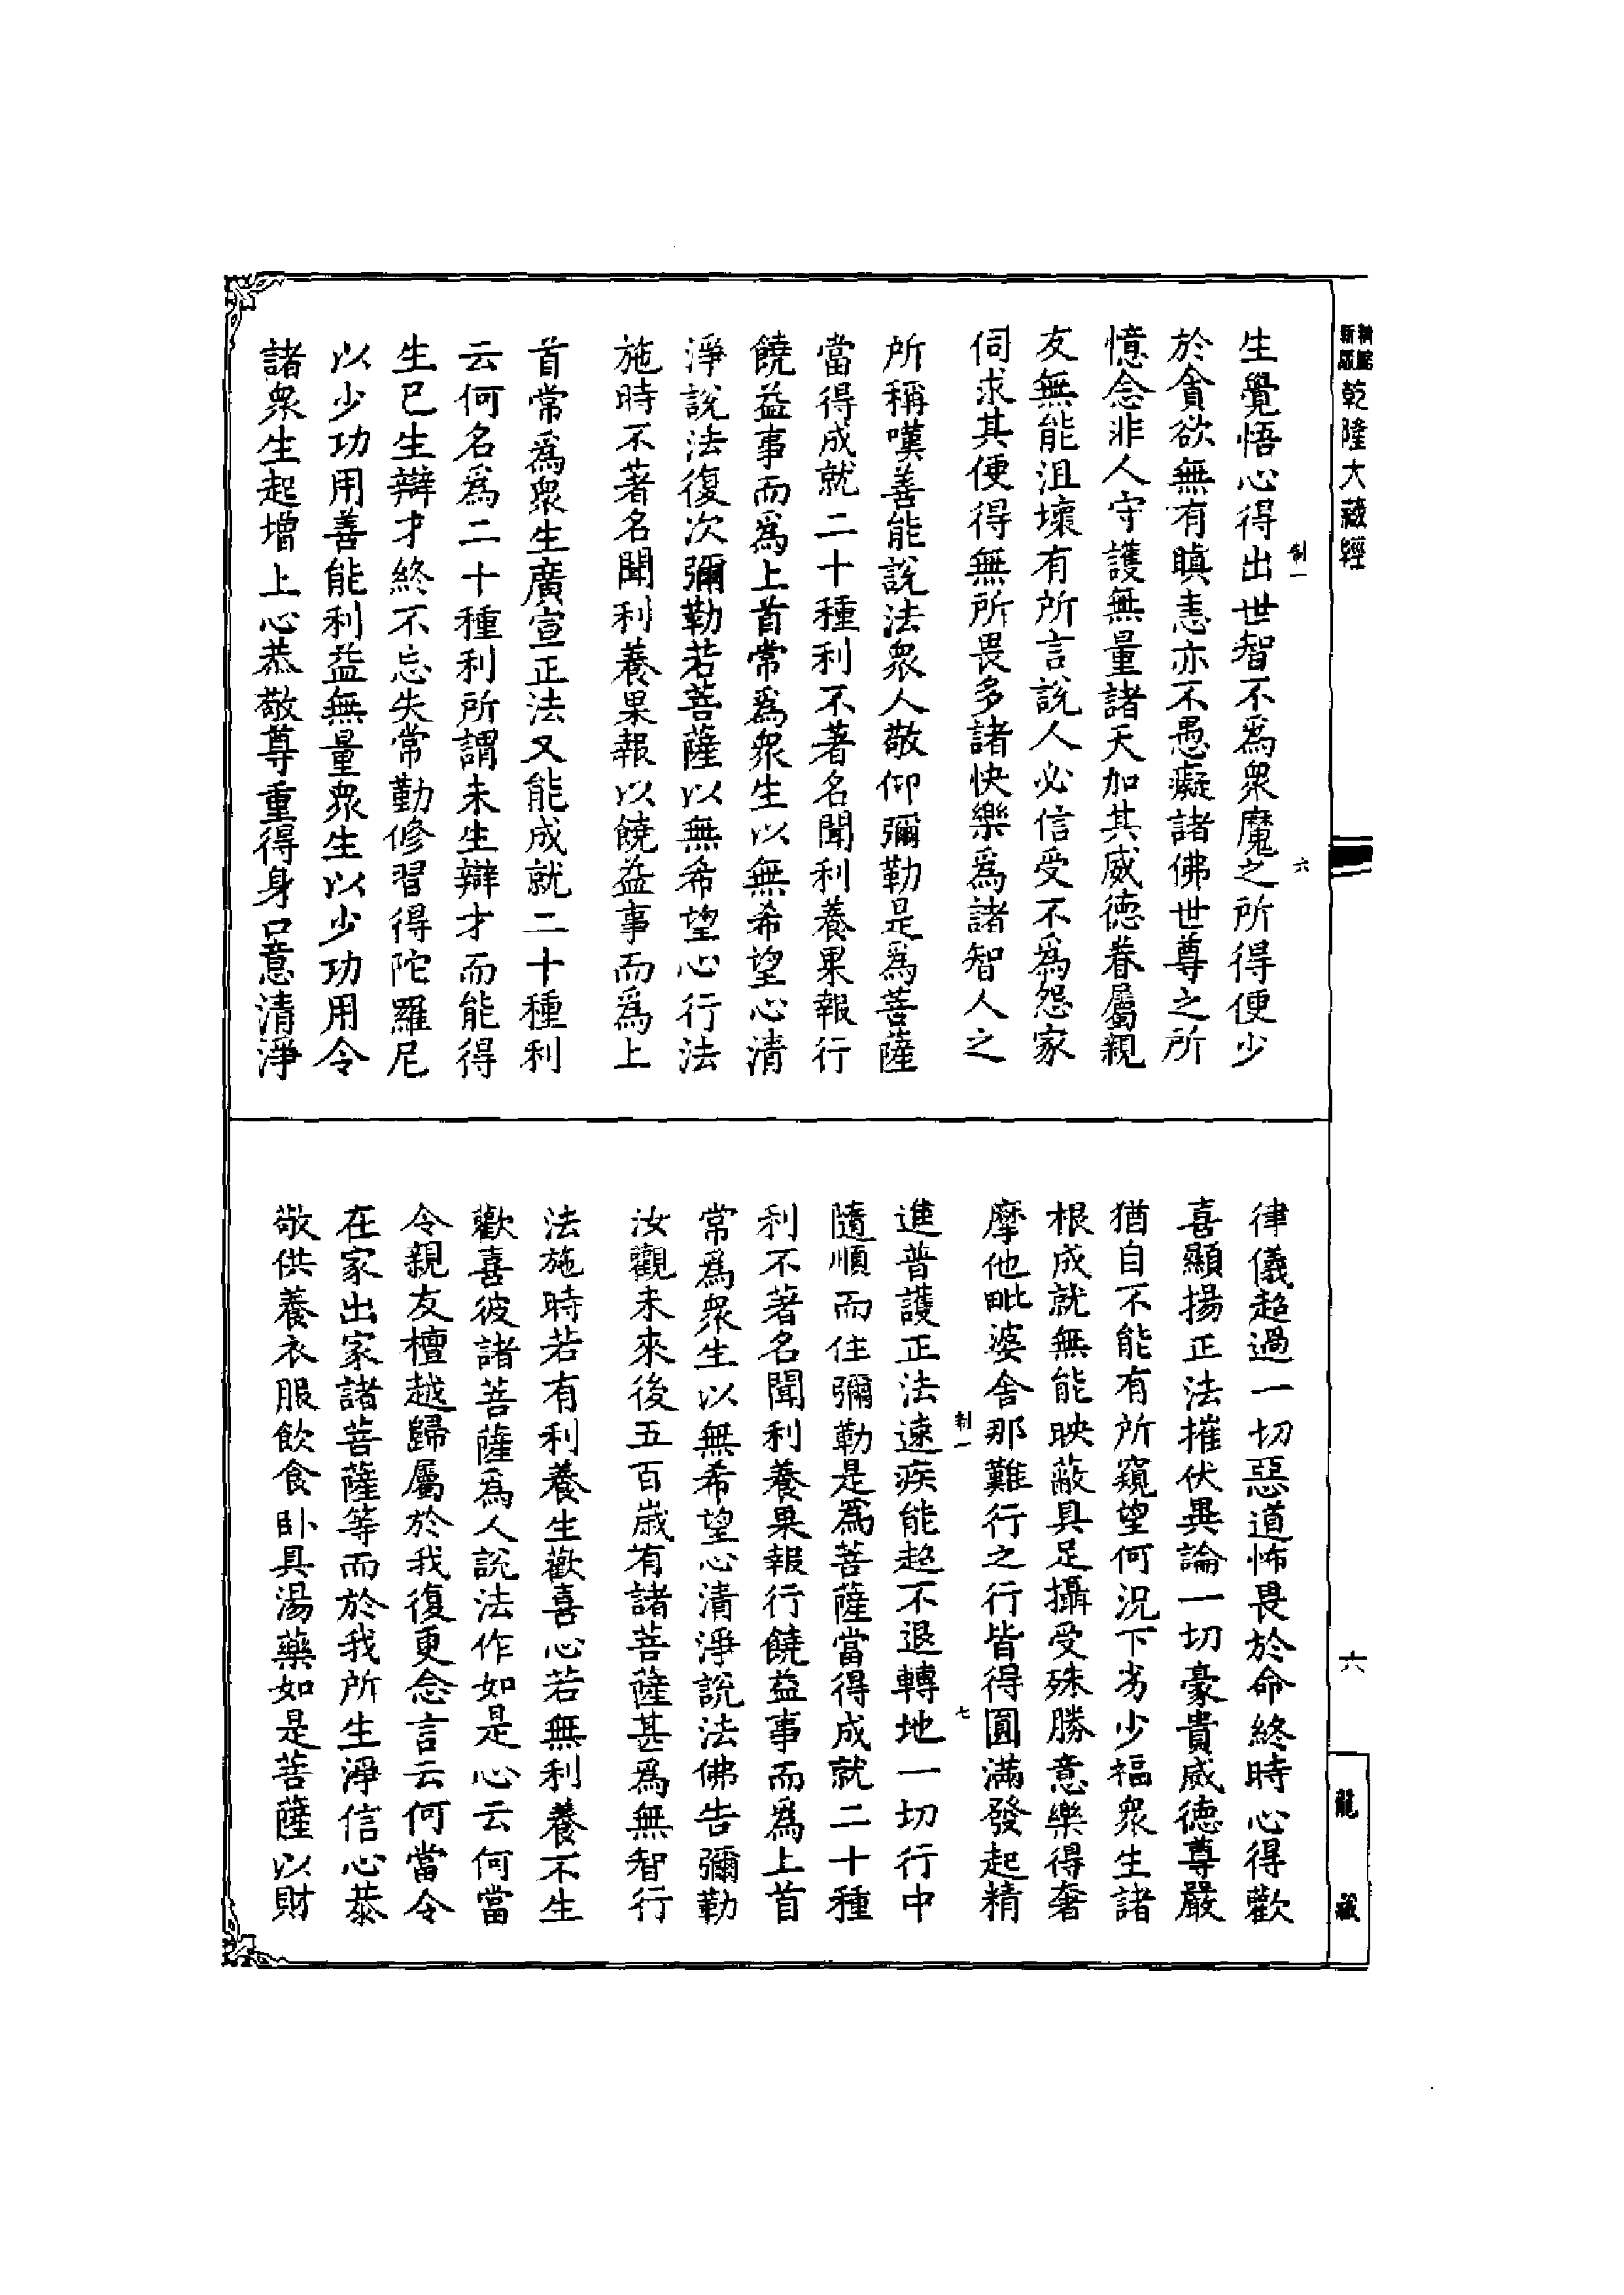 乾隆大藏經
制一
六
生覺悟心得出世智不為衆魔之所得便少
於貪欲無有瞋恚亦不愚癡諸佛世尊之所
憶念非人守護無量諸天加其威德眷屬親
友無能沮壞有所言說人必信受不為怨家
伺求其便得無所畏多諸快樂為諸智人之
所稱嘆善能說法衆人敬仰彌勒是為菩薩
當得成就二十種利不著名聞利養果報行
饒益事而為上首常為衆生以無希望心清
淨說法復次彌勒若菩薩以無希望心行法
施時不著名聞利養果報以饒益事而為上
首常為衆生廣宣正法又能成就二十種利
云何名為二十種利所謂未生辯才而能得
生已生辯才終不忘失常勤修習得陀羅尼
以少功用善能利益無量衆生以少功用令
諸衆生起增上心恭敬尊重得身口意清淨
六
龍藏
律儀超過一切惡道怖畏於命終時心得歡
喜顯揚正法摧伏異論一切豪貴威德尊嚴
猶自不能有所窺望何況下劣少福衆生諸
根成就無能映蔽具足攝受殊勝意樂得奢
摩他毗婆舍那難行之行皆得圓滿發起精
制一
七
進普護正法速疾能超不退轉地一切行中
隨順而住彌勒是為菩薩當得成就二十種
利不著名聞利養果報行饒益事而為上首
常為衆生以無希望心清淨說法佛告彌勒
汝觀未來後五百歲有諸菩薩甚為無智行
法施時若有利養生歡喜心若無利養不生
歡喜彼諸菩薩為人說法作如是心云何當
令親友檀越歸屬於我復更念言云何當令
在家出家諸菩薩等而於我所生淨信心恭
敬供養衣服飲食卧具湯藥如是菩薩以財